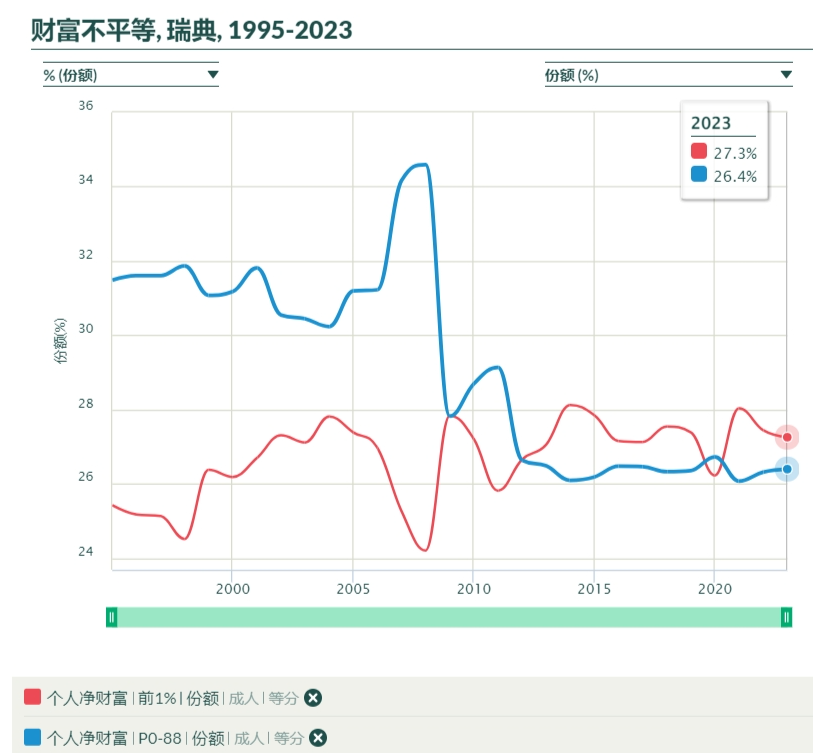 财富不平等, 瑞典, 1995-2023
% (份额) 份额 (%)
36
34
32
30
28
26
24
份额(%)
2023
27.3%
26.4%
2000 2005 2010 2015 2020
个人净财富 | 前1% | 份额 | 成人 | 等分
个人净财富 | P0-88 | 份额 | 成人 | 等分